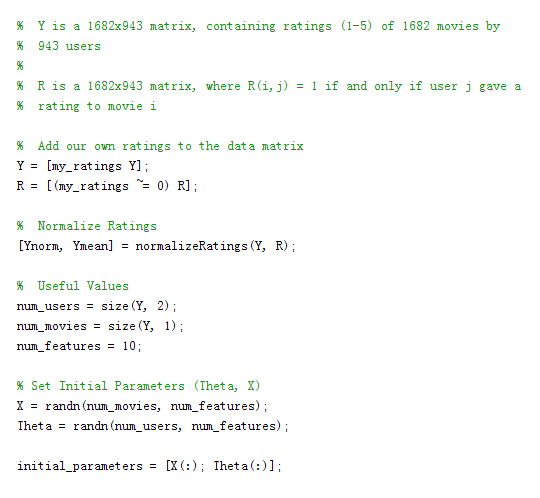 %  Y is a 1682x943 matrix, containing ratings (1-5) of 1682 movies by
%  943 users
%
%  R is a 1682x943 matrix, where R(i,j) = 1 if and only if user j gave a
%  rating to movie i
%  Add our own ratings to the data matrix
Y = [my_ratings Y];
R = [(my_ratings ~= 0) R];
%  Normalize Ratings
[Ynorm, Ymean] = normalizeRatings(Y, R);
%  Useful Values
num_users = size(Y, 2);
num_movies = size(Y, 1);
num_features = 10;
% Set Initial Parameters (Theta, X)
X = randn(num_movies, num_features);
Theta = randn(num_users, num_features);
initial_parameters = [X(:); Theta(:)];